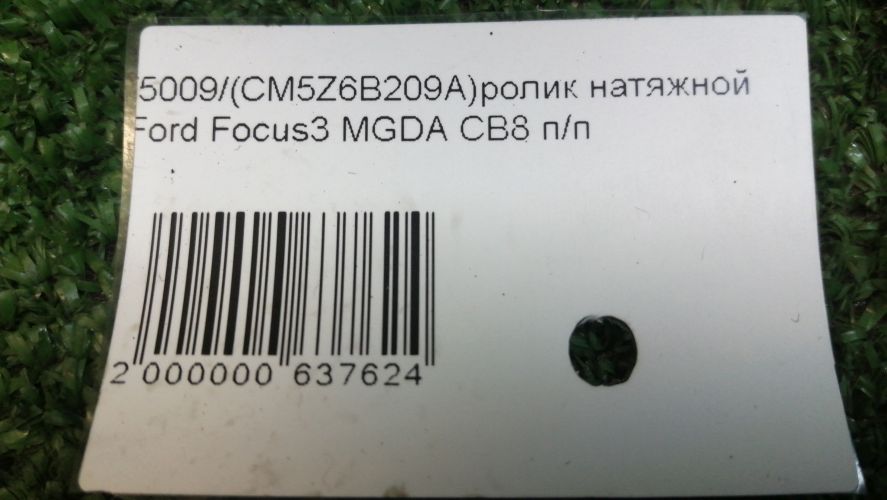 5009/(CM5Z6B209A)ролик натяжной
Ford Focus3 MGDA CB8 п/п
2 000000 637624